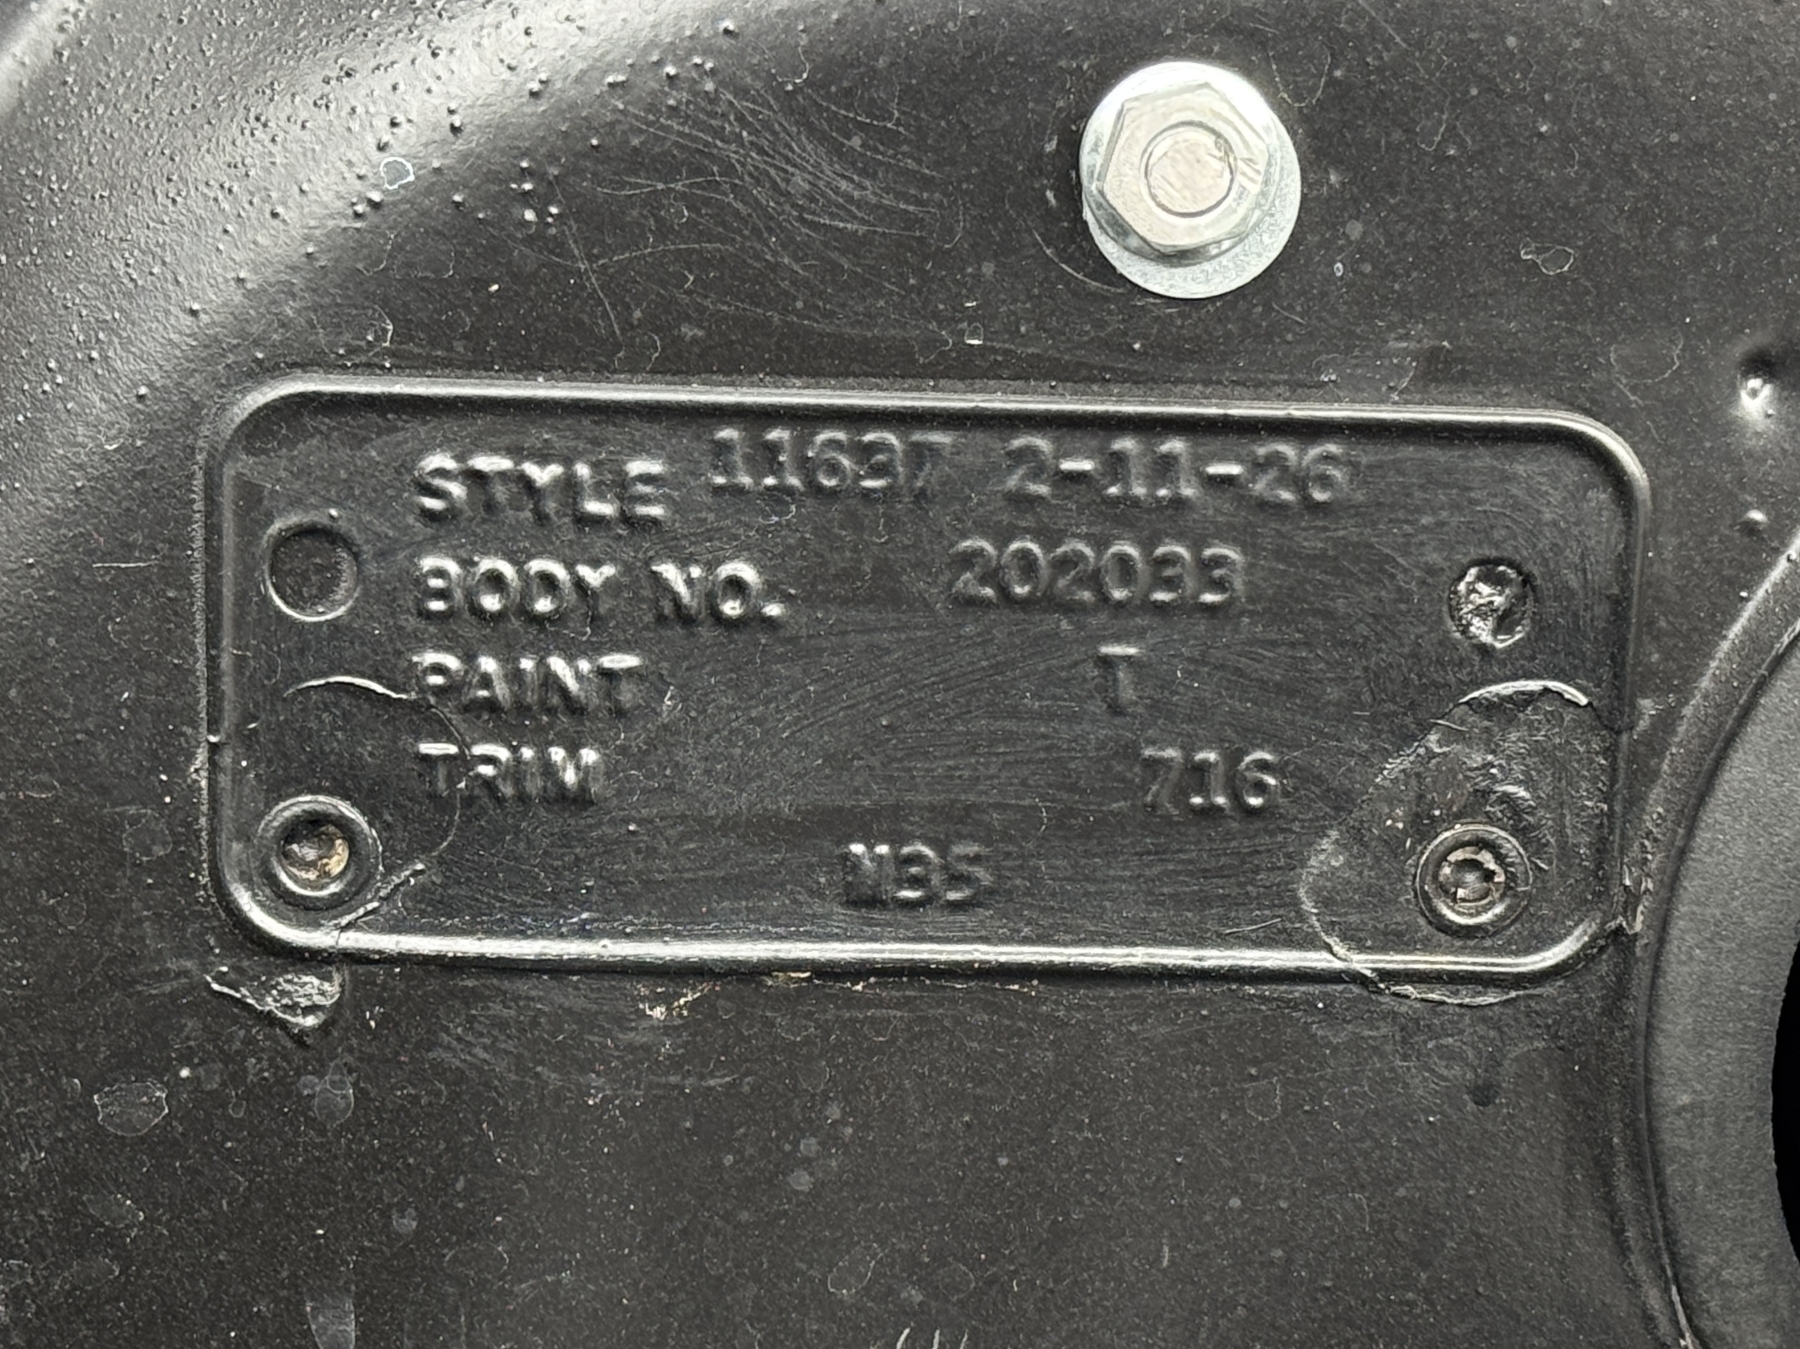 STYLE 11637 2-11-26
BODY NO. 202033
PAINT T
TRIM 716
M35